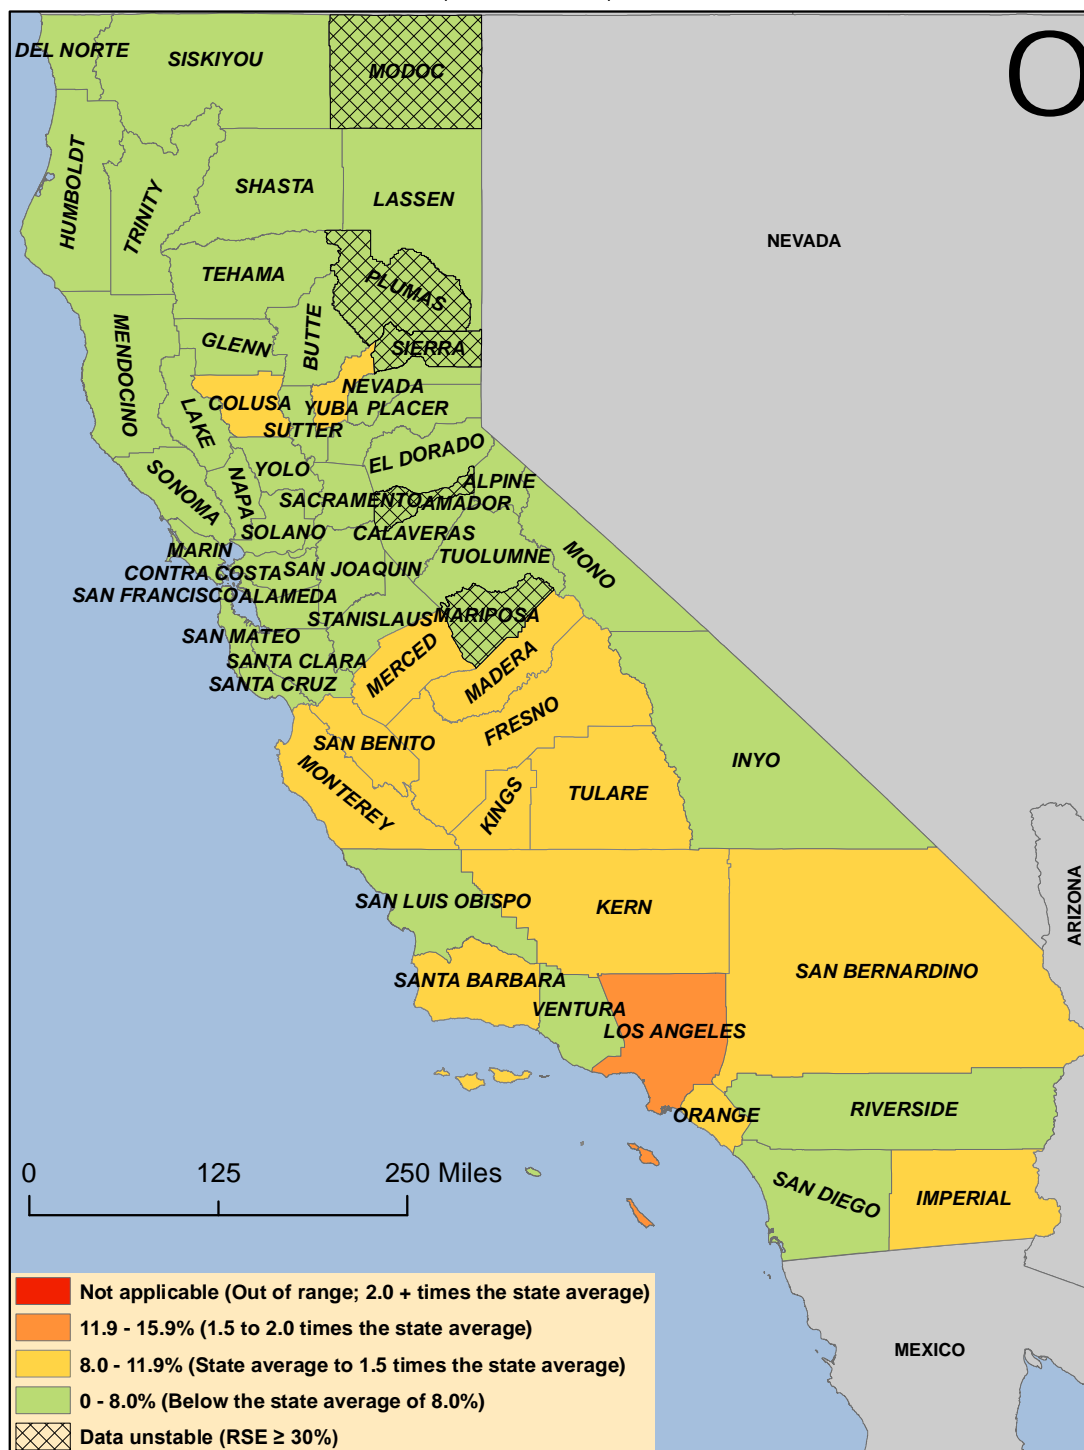 O
DEL NORTE
SISKIYOU
MODOC
HUMBOLDT
TRINITY
SHASTA
LASSEN
NEVADA
TEHAMA
PLUMAS
MENDOCINO
GLENN
BUTTE
SIERRA
LAKE
COLUSA
NEVADA
YUBA
PLACER
SUTTER
SONOMA
NAPA
YOLO
EL DORADO
ALPINE
SACRAMENTO
AMADOR
SOLANO
CALAVERAS
MARIN
TUOLUMNE
MONO
CONTRA COSTA
SAN JOAQUIN
SAN FRANCISCO
ALAMEDA
STANISLAUS
MARIPOSA
SAN MATEO
SANTA CLARA
MERCED
MADERA
SANTA CRUZ
FRESNO
SAN BENITO
INYO
MONTEREY
KINGS
TULARE
SAN LUIS OBISPO
KERN
ARIZONA
SANTA BARBARA
SAN BERNARDINO
VENTURA
LOS ANGELES
ORANGE
RIVERSIDE
SAN DIEGO
IMPERIAL
0 125 250 Miles
MEXICO
Not applicable (Out of range; 2.0 + times the state average)
11.9 - 15.9% (1.5 to 2.0 times the state average)
8.0 - 11.9% (State average to 1.5 times the state average)
0 - 8.0% (Below the state average of 8.0%)
Data unstable (RSE ≥ 30%)